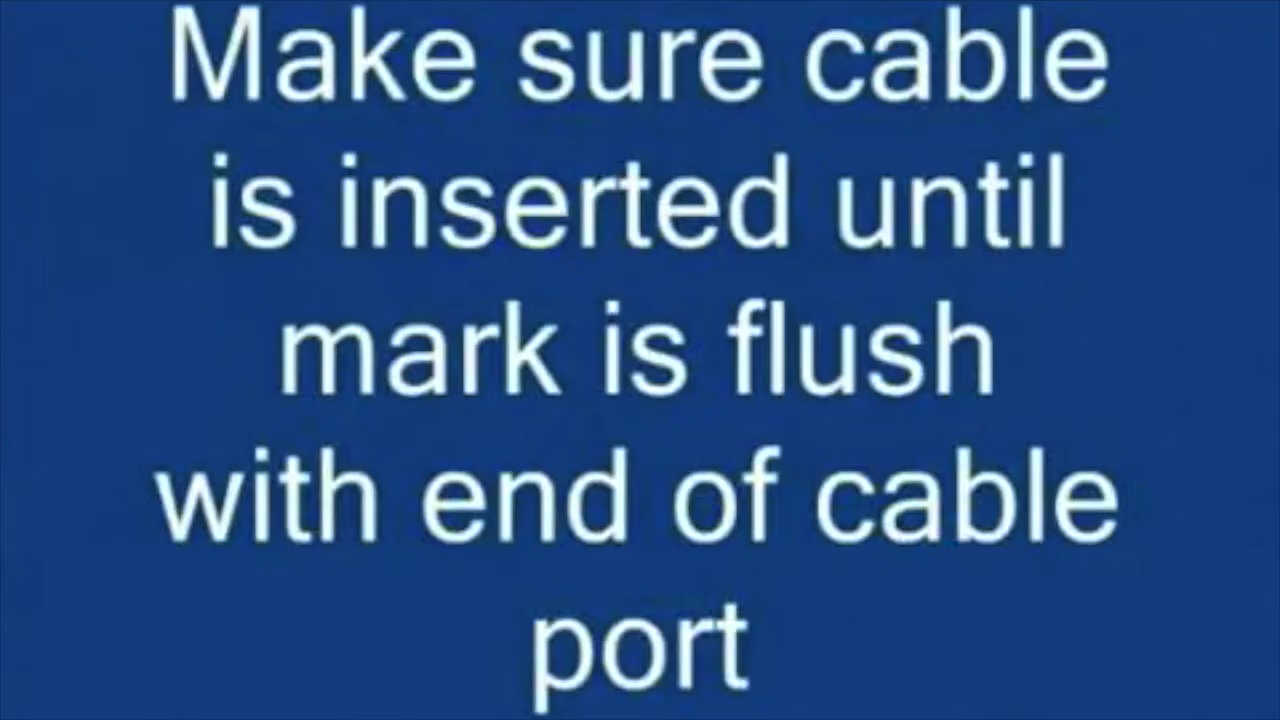 Make sure cable
is inserted until
mark is flush
with end of cable
port